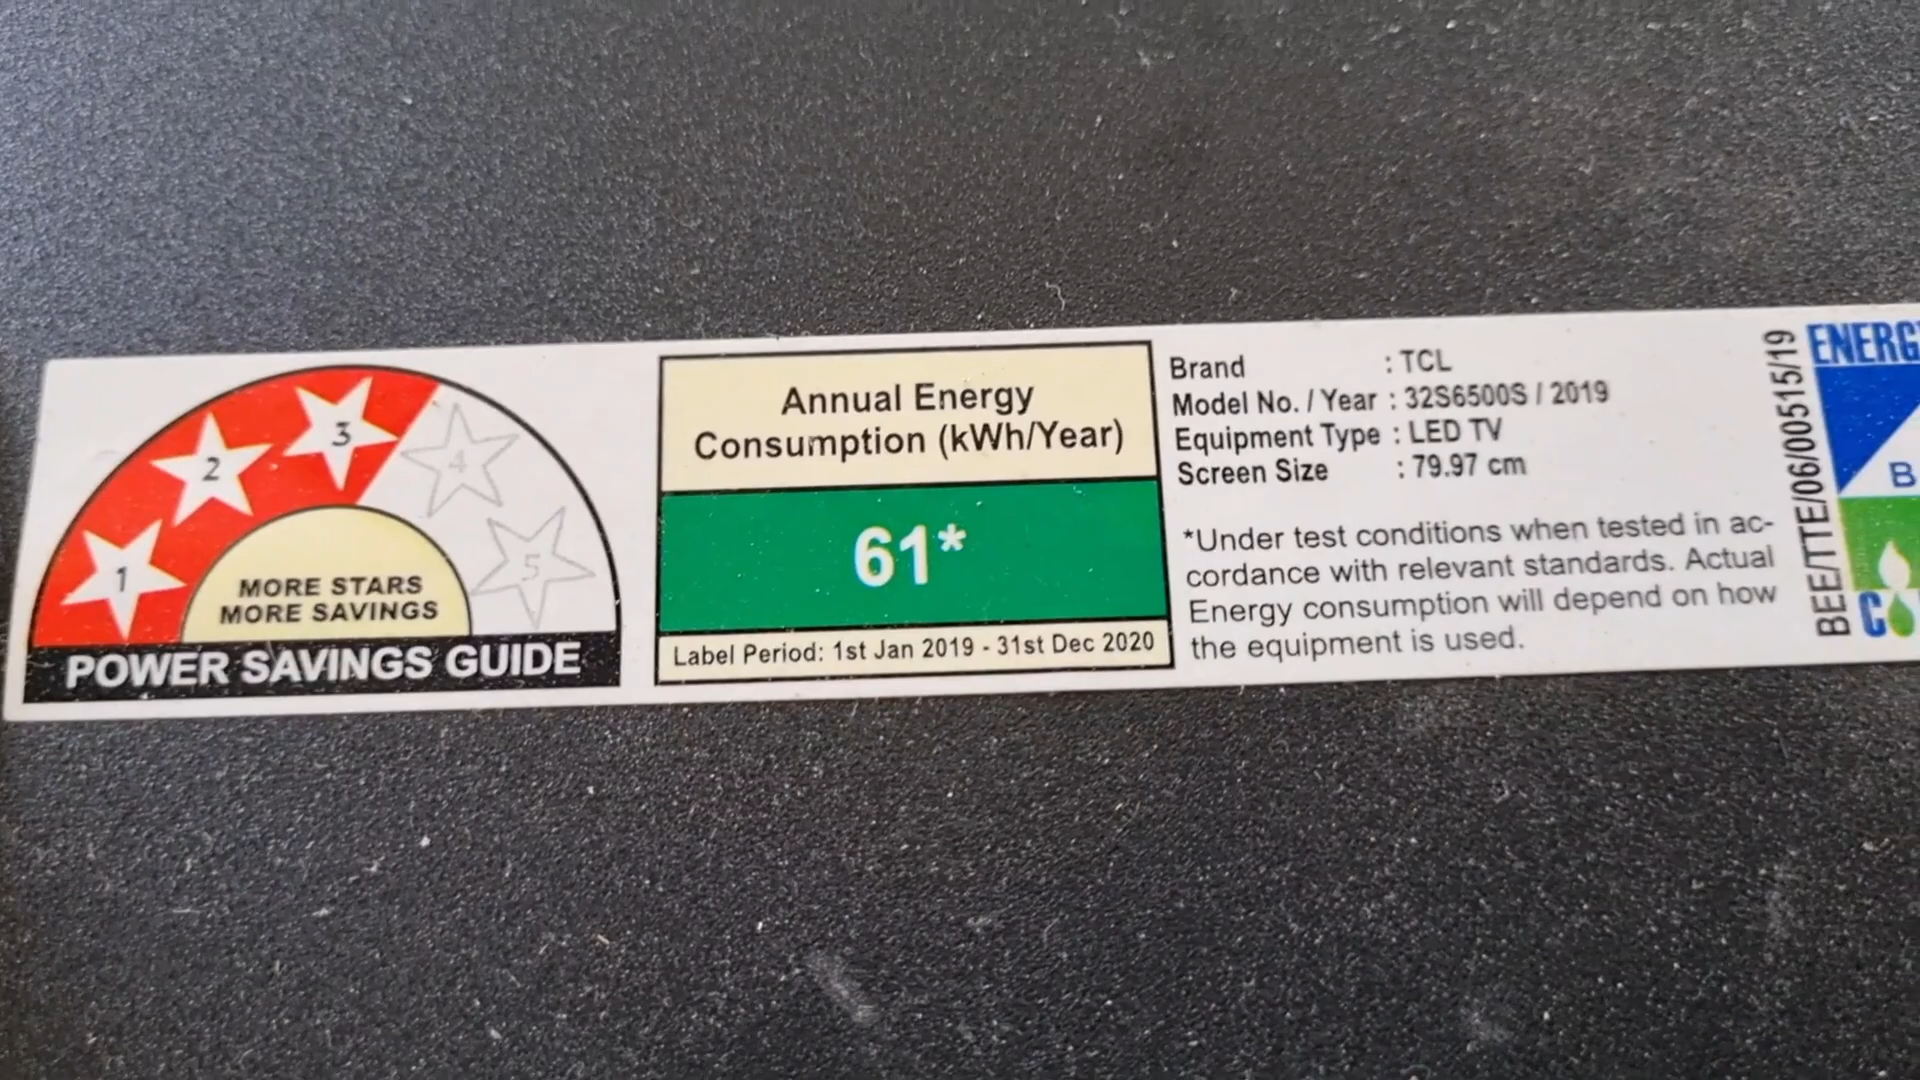 1
2
3
4
5
MORE STARS
MORE SAVINGS
POWER SAVINGS GUIDE
Annual Energy
Consumption (kWh/Year)
61*
Label Period: 1st Jan 2019 - 31st Dec 2020
Brand : TCL
Model No. / Year : 32S6500S / 2019
Equipment Type : LED TV
Screen Size : 79.97 cm
*Under test conditions when tested in ac-
cordance with relevant standards. Actual
Energy consumption will depend on how
the equipment is used.
BEE/TTE/06/00515/19
ENERG
B